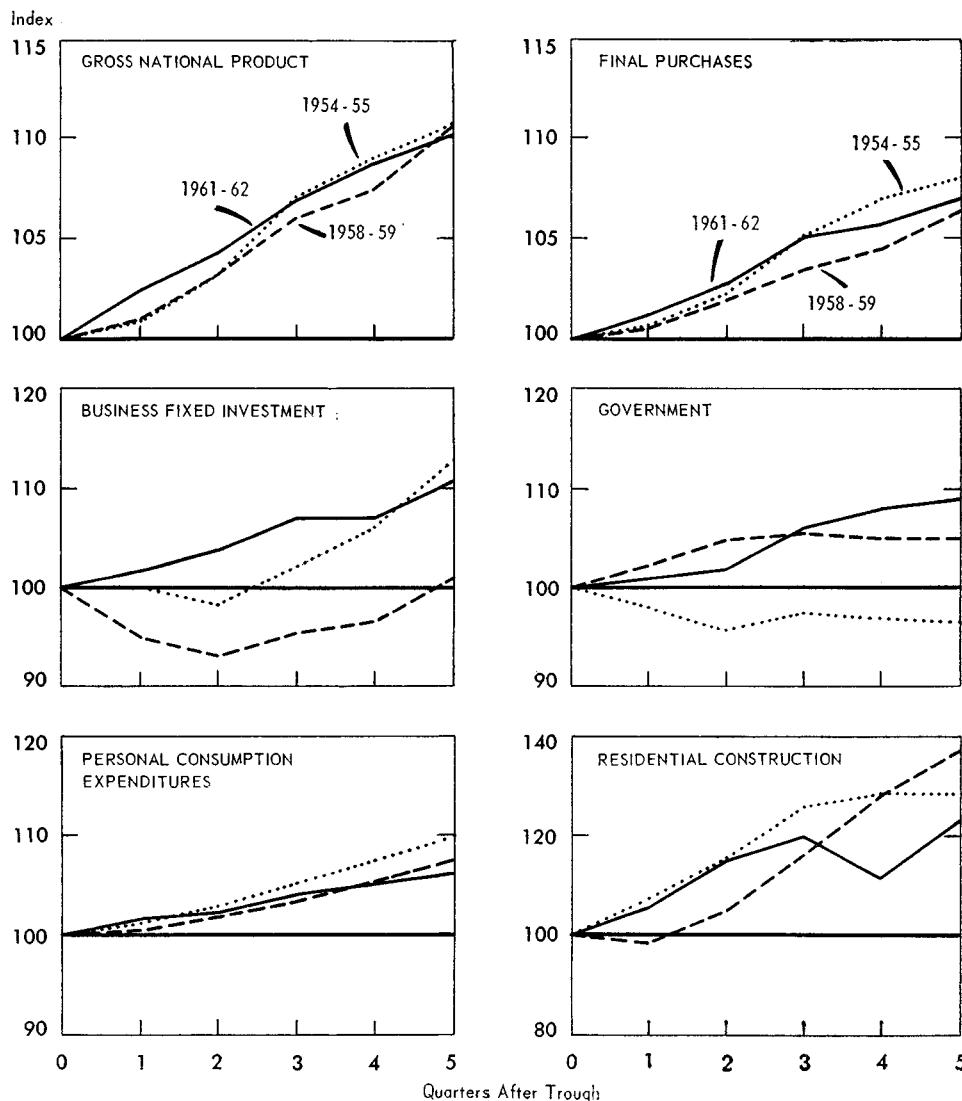 Index
115
GROSS NATIONAL PRODUCT
1954-55
110
1961-62
105
1958-59
100
115
FINAL PURCHASES
1954-55
110
1961-62
105
1958-59
100
120
BUSINESS FIXED INVESTMENT
110
100
90
120
GOVERNMENT
110
100
90
120
PERSONAL CONSUMPTION
EXPENDITURES
110
100
90
0 1 2 3 4 5
140
RESIDENTIAL CONSTRUCTION
120
100
80
0 1 2 3 4 5
Quarters After Trough